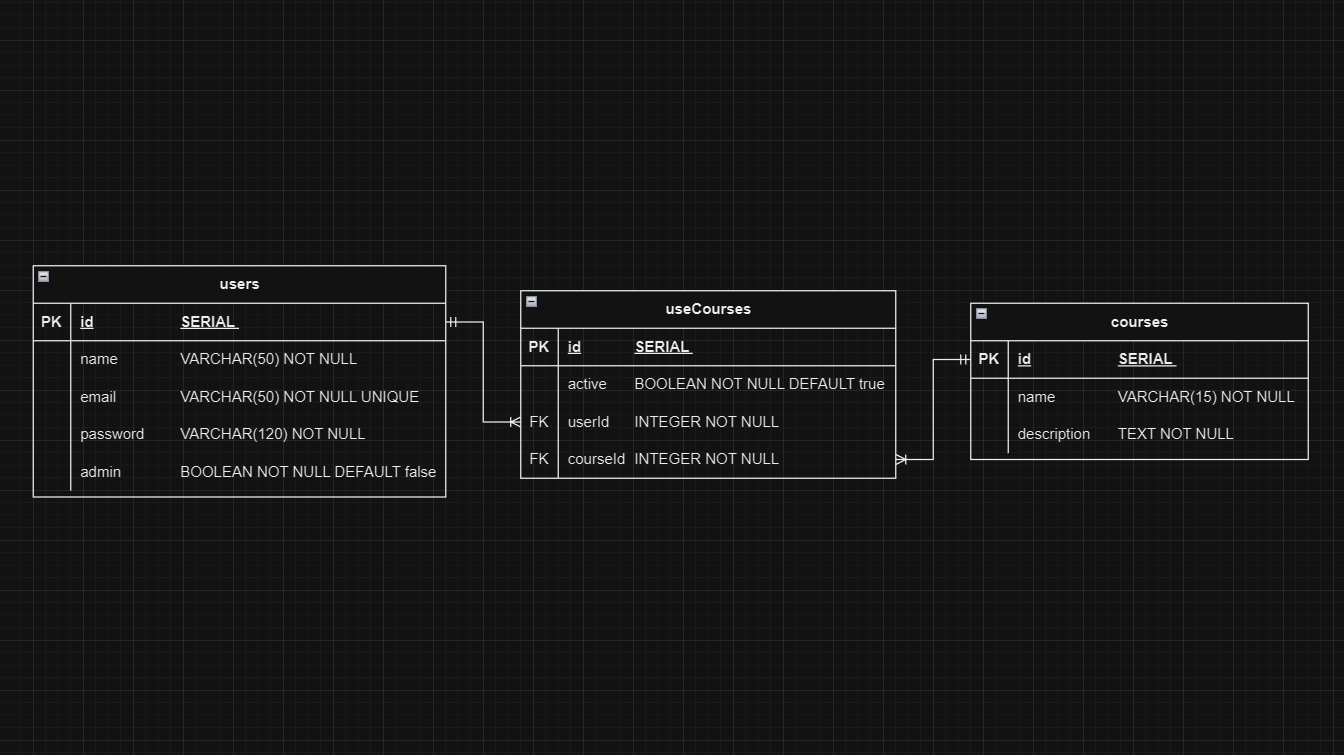 users
PK id SERIAL
name VARCHAR(50) NOT NULL
email VARCHAR(50) NOT NULL UNIQUE
password VARCHAR(120) NOT NULL
admin BOOLEAN NOT NULL DEFAULT false
useCourses
PK id SERIAL
active BOOLEAN NOT NULL DEFAULT true
FK userId INTEGER NOT NULL
FK courseId INTEGER NOT NULL
courses
PK id SERIAL
name VARCHAR(15) NOT NULL
description TEXT NOT NULL